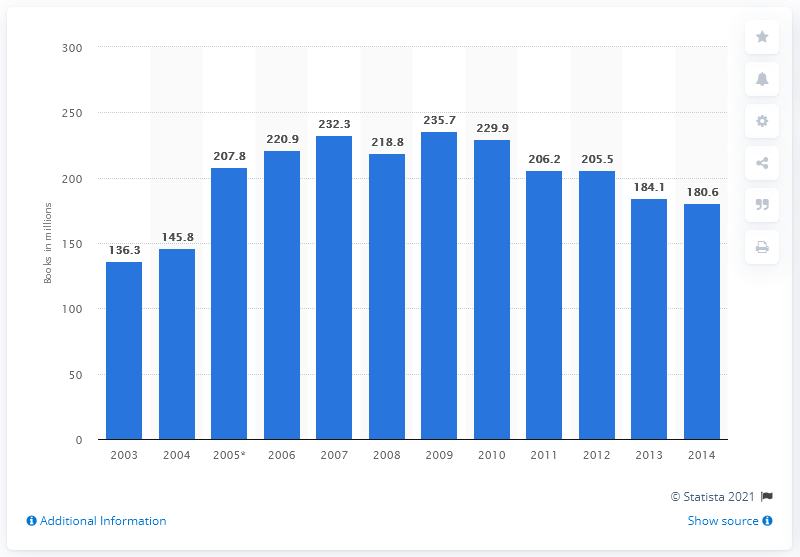 300
250
200
150
100
50
0
Books in millions
136.3 145.8 207.8 220.9 232.3 218.8 235.7 229.9 206.2 205.5 184.1 180.6
2003 2004 2005* 2006 2007 2008 2009 2010 2011 2012 2013 2014
© Statista 2021
Additional Information Show source